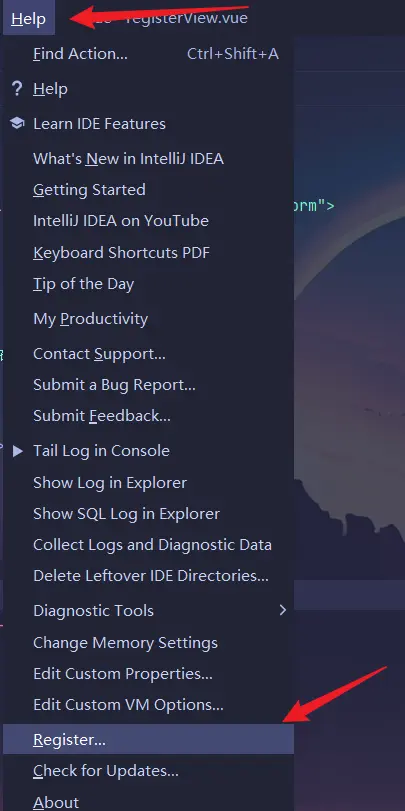 Help
registerView.vue
Find Action... Ctrl+Shift+A
Help
Learn IDE Features
What's New in IntelliJ IDEA
Getting Started
orm">
IntelliJ IDEA on YouTube
Keyboard Shortcuts PDF
Tip of the Day
My Productivity
Contact Support...
Submit a Bug Report...
Submit Feedback...
Tail Log in Console
Show Log in Explorer
Show SQL Log in Explorer
Collect Logs and Diagnostic Data
Delete Leftover IDE Directories...
Diagnostic Tools
Change Memory Settings
Edit Custom Properties...
Edit Custom VM Options...
Register...
Check for Updates...
About